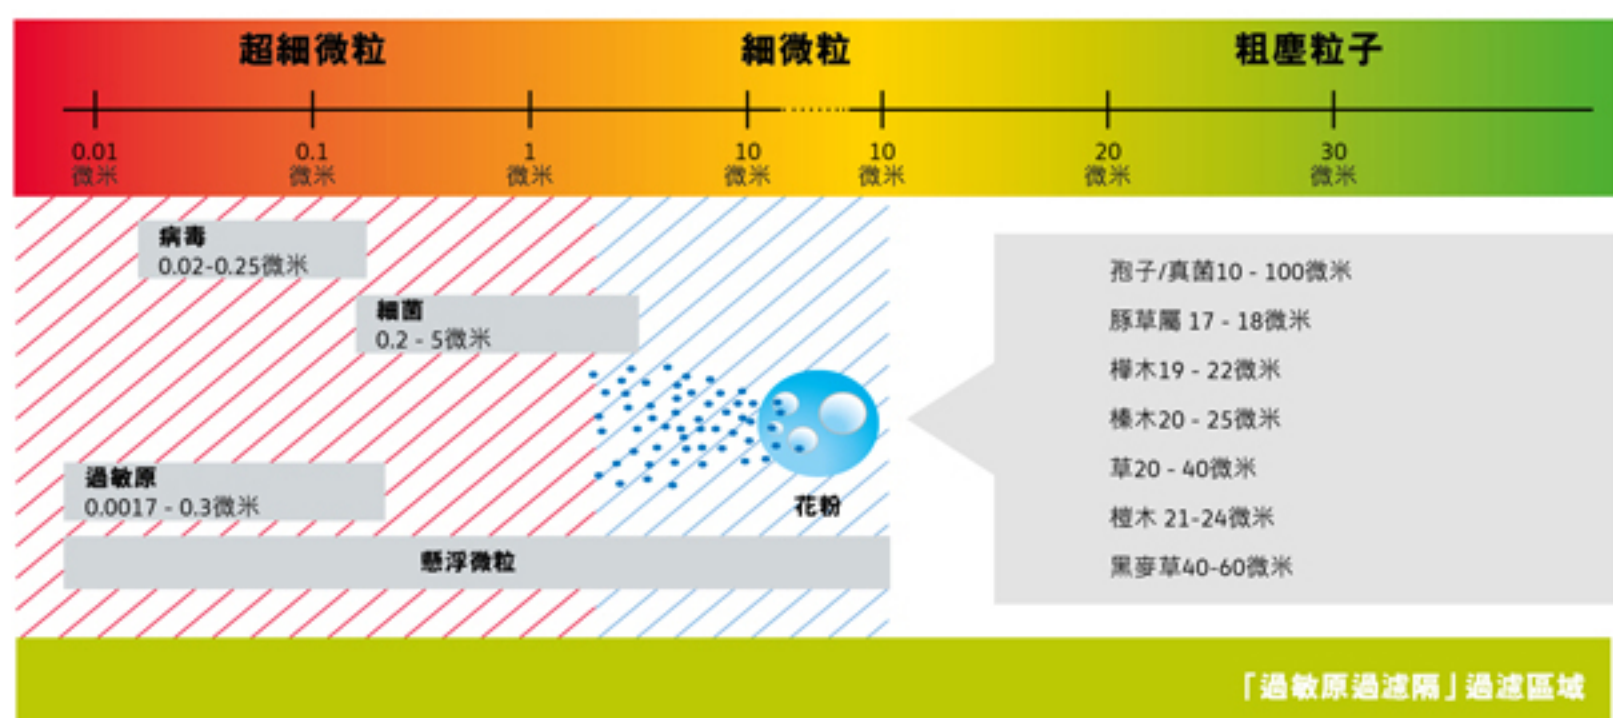 超細微粒
細微粒
粗塵粒子
0.01
微米
0.1
微米
1
微米
10
微米
10
微米
20
微米
30
微米
病毒
0.02-0.25微米
細菌
0.2 - 5微米
過敏原
0.0017 - 0.3微米
花粉
懸浮微粒
孢子/真菌10 - 100微米
豚草屬 17 - 18微米
樺木19 - 22微米
榛木20 - 25微米
草20 - 40微米
榿木 21-24微米
黑麥草40-60微米
「過敏原過濾隔」過濾區域